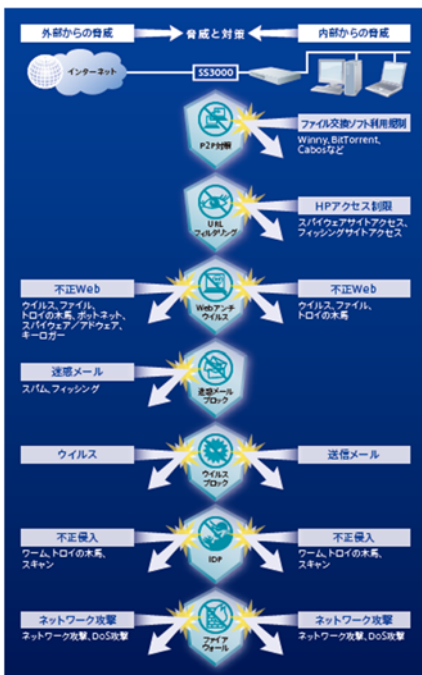 外部からの脅威
脅威と対策
内部からの脅威
インターネット
SS3000
ファイル交換ソフト利用規制
Winny、BitTorrent、
Cabosなど
P2P対策
HPアクセス制限
スパイウェアサイトアクセス、
フィッシングサイトアクセス
URL
フィルタリング
不正Web
ウイルス、ファイル、
トロイの木馬、ボットネット、
スパイウェア/アドウェア、
キーロガー
Webアンチ
ウイルス
不正Web
ウイルス、ファイル、
トロイの木馬
迷惑メール
スパム、フィッシング
迷惑メール
ブロック
ウイルス
ウイルス
ブロック
送信メール
不正侵入
ワーム、トロイの木馬、
スキャン
IDP
不正侵入
ワーム、トロイの木馬、
スキャン
ネットワーク攻撃
ネットワーク攻撃、DoS攻撃
ファイア
ウォール
ネットワーク攻撃
ネットワーク攻撃、DoS攻撃